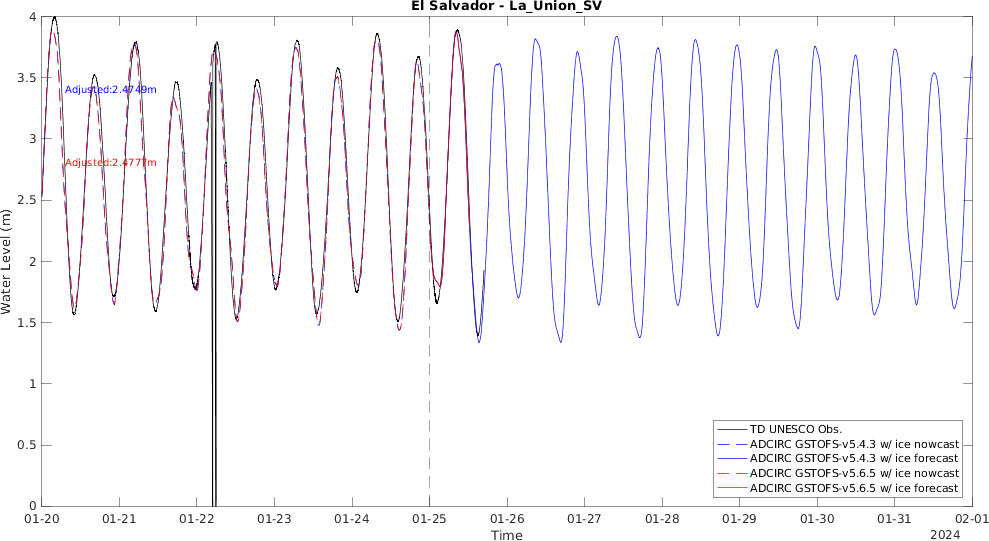 El Salvador - La_Union_SV
4
3.5
3
2.5
2
1.5
1
0.5
0
Water Level (m)
Adjusted:2.4749m
Adjusted:2.4777m
TD UNESCO Obs.
ADCIRC GSTOFS-v5.4.3 w/ ice nowcast
ADCIRC GSTOFS-v5.4.3 w/ ice forecast
ADCIRC GSTOFS-v5.6.5 w/ ice nowcast
ADCIRC GSTOFS-v5.6.5 w/ ice forecast
01-20 01-21 01-22 01-23 01-24 01-25 01-26 01-27 01-28 01-29 01-30 01-31 02-01
Time
2024